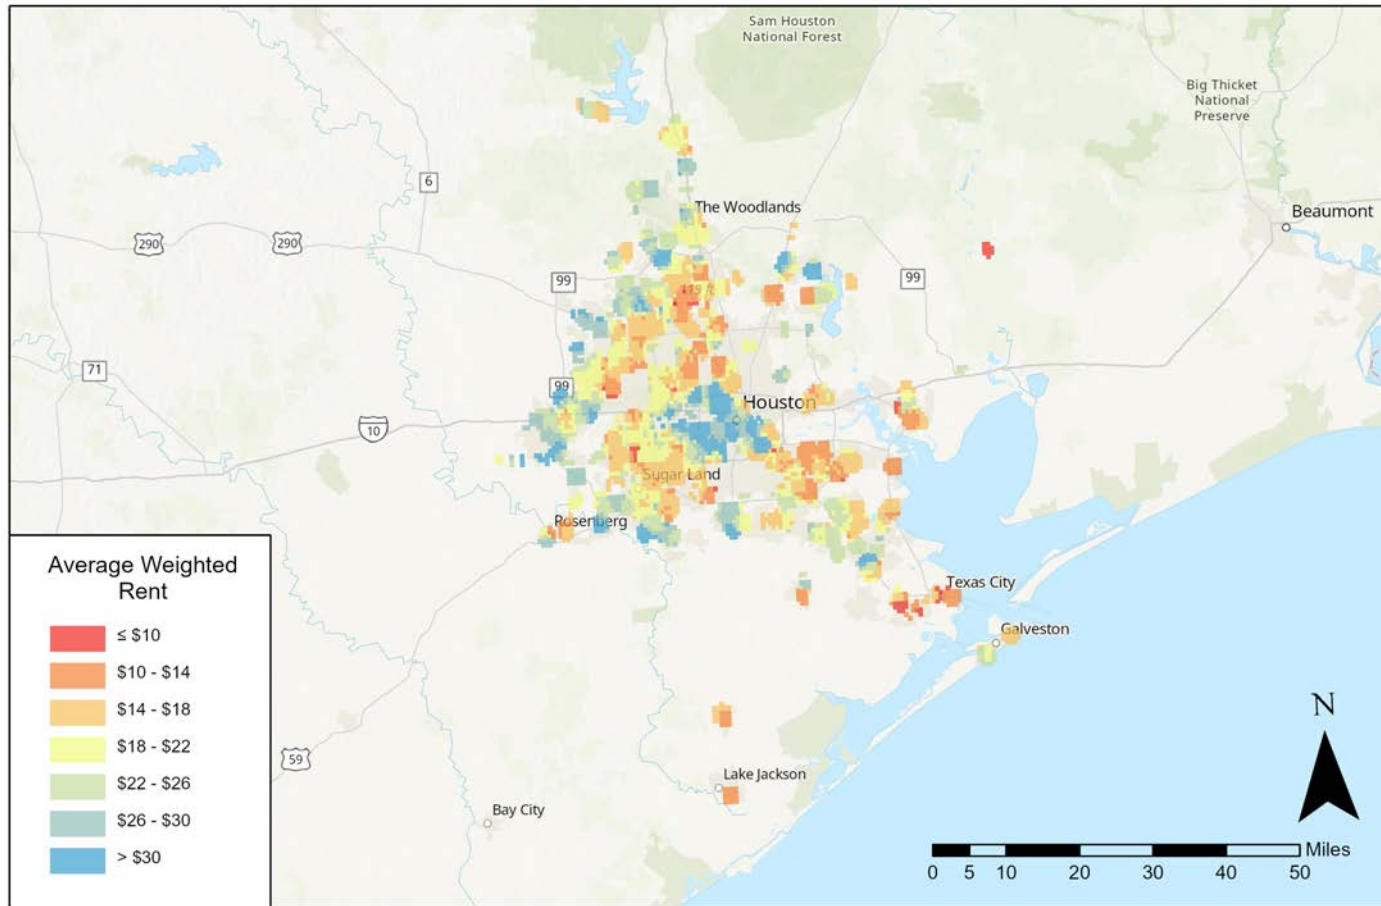 Sam Houston
National Forest
Big Thicket
National
Preserve
6
The Woodlands
Beaumont
290
290
99
99
119 ft
71
99
Houston
10
Sugar Land
Rosenberg
Average Weighted
Rent
≤ $10
$10 - $14
$14 - $18
$18 - $22
$22 - $26
$26 - $30
> $30
Texas City
Galveston
59
Lake Jackson
Bay City
N
Miles
0 5 10 20 30 40 50